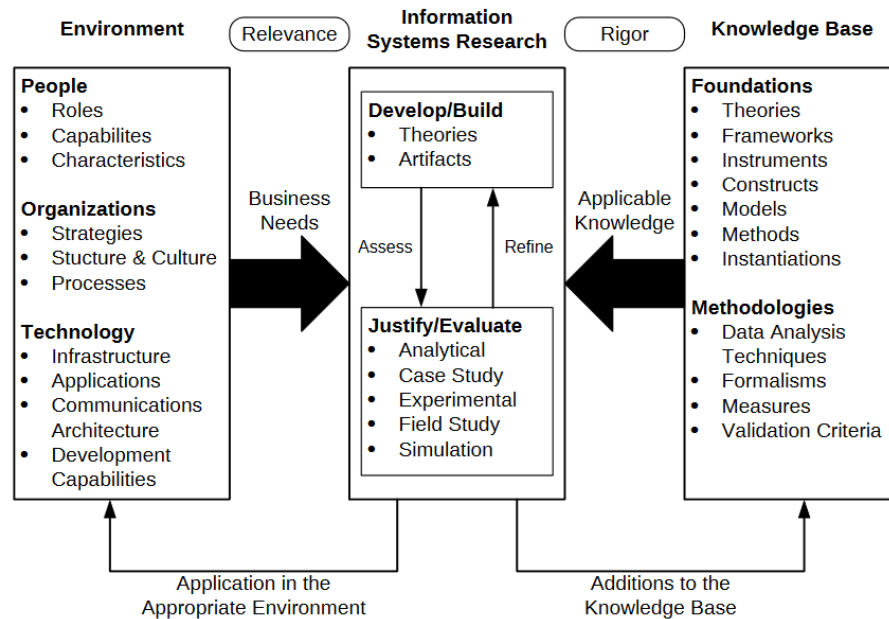 Environment
Relevance
Information
Systems Research
Rigor
Knowledge Base
People
• Roles
• Capabilites
• Characteristics
Organizations
• Strategies
• Stucture & Culture
• Processes
Technology
• Infrastructure
• Applications
• Communications
Architecture
• Development
Capabilities
Business
Needs
Develop/Build
• Theories
• Artifacts
Assess
Refine
Justify/Evaluate
• Analytical
• Case Study
• Experimental
• Field Study
• Simulation
Applicable
Knowledge
Foundations
• Theories
• Frameworks
• Instruments
• Constructs
• Models
• Methods
• Instantiations
Methodologies
• Data Analysis
Techniques
• Formalisms
• Measures
• Validation Criteria
Application in the
Appropriate Environment
Additions to the
Knowledge Base